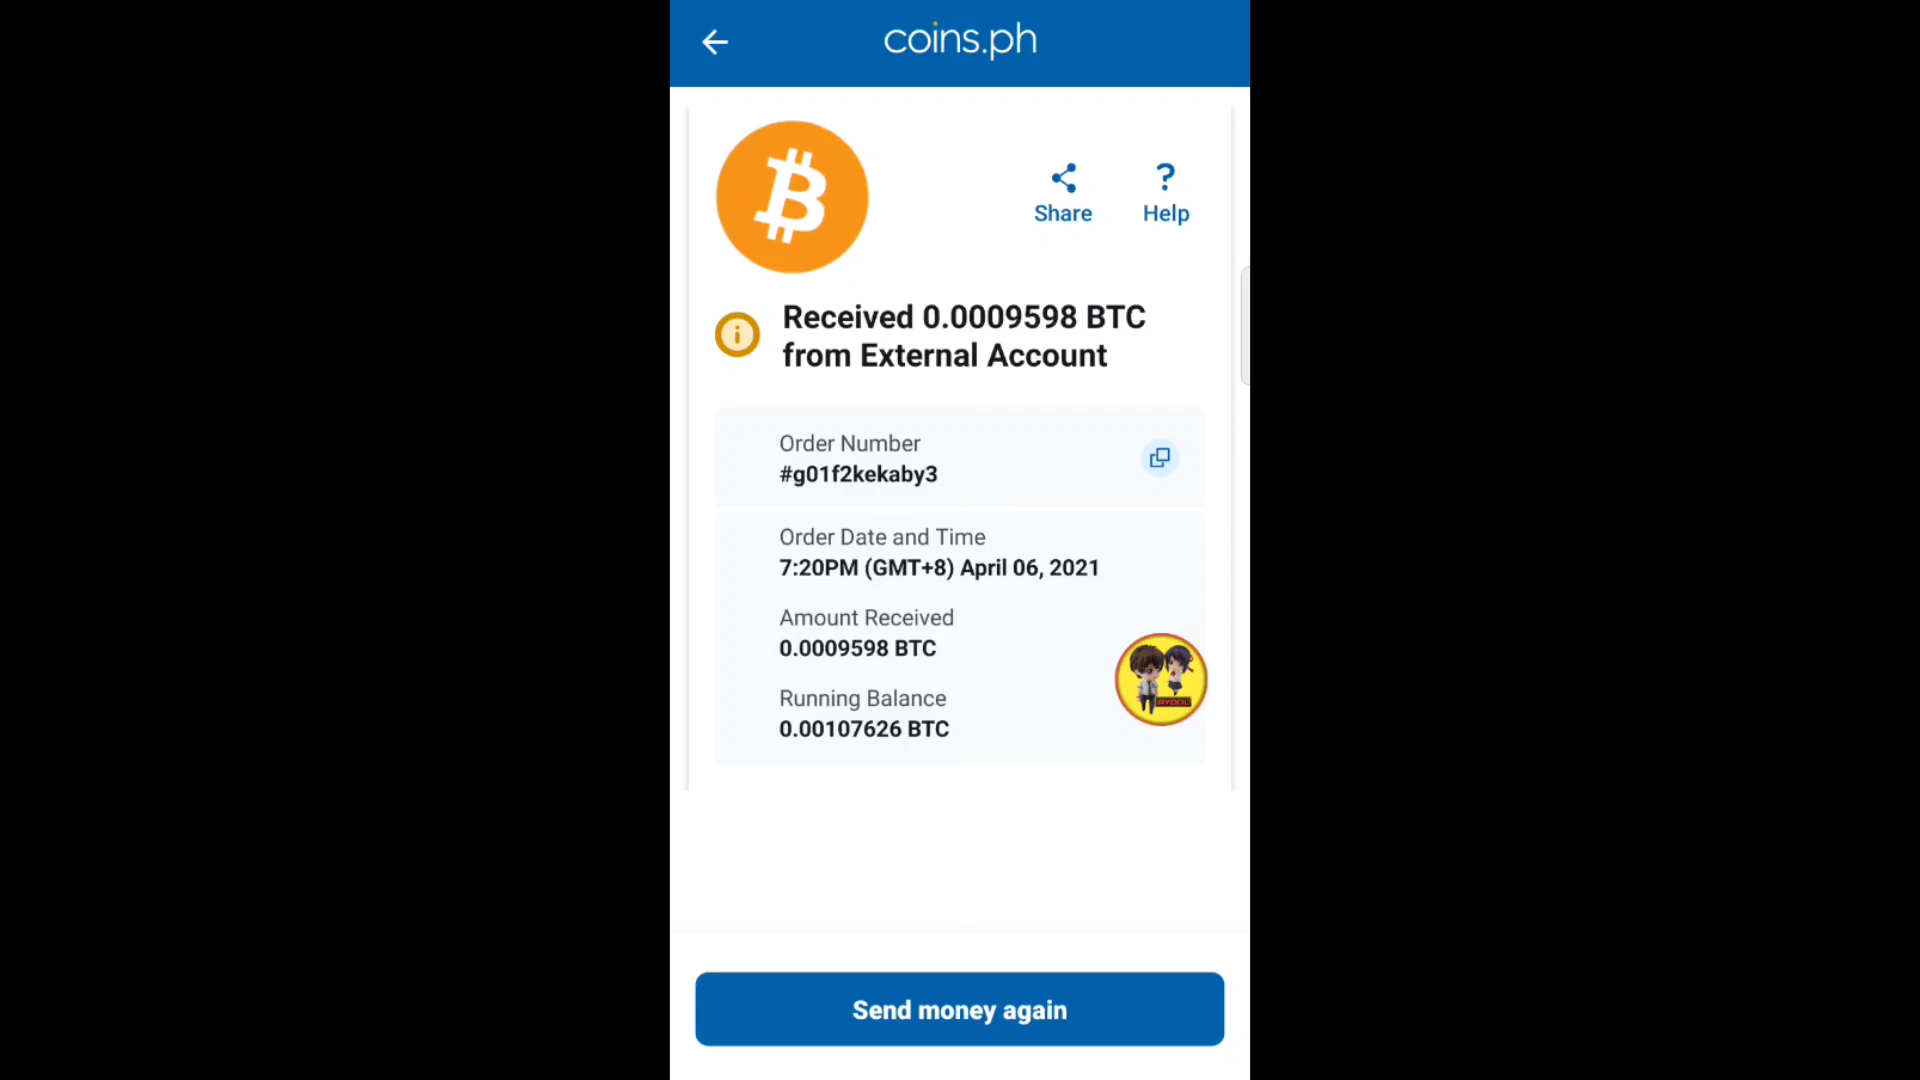 coins.ph
Share
Help
Received 0.0009598 BTC
from External Account
Order Number
#g01f2kekaby3
Order Date and Time
7:20PM (GMT+8) April 06, 2021
Amount Received
0.0009598 BTC
Running Balance
0.00107626 BTC
Send money again